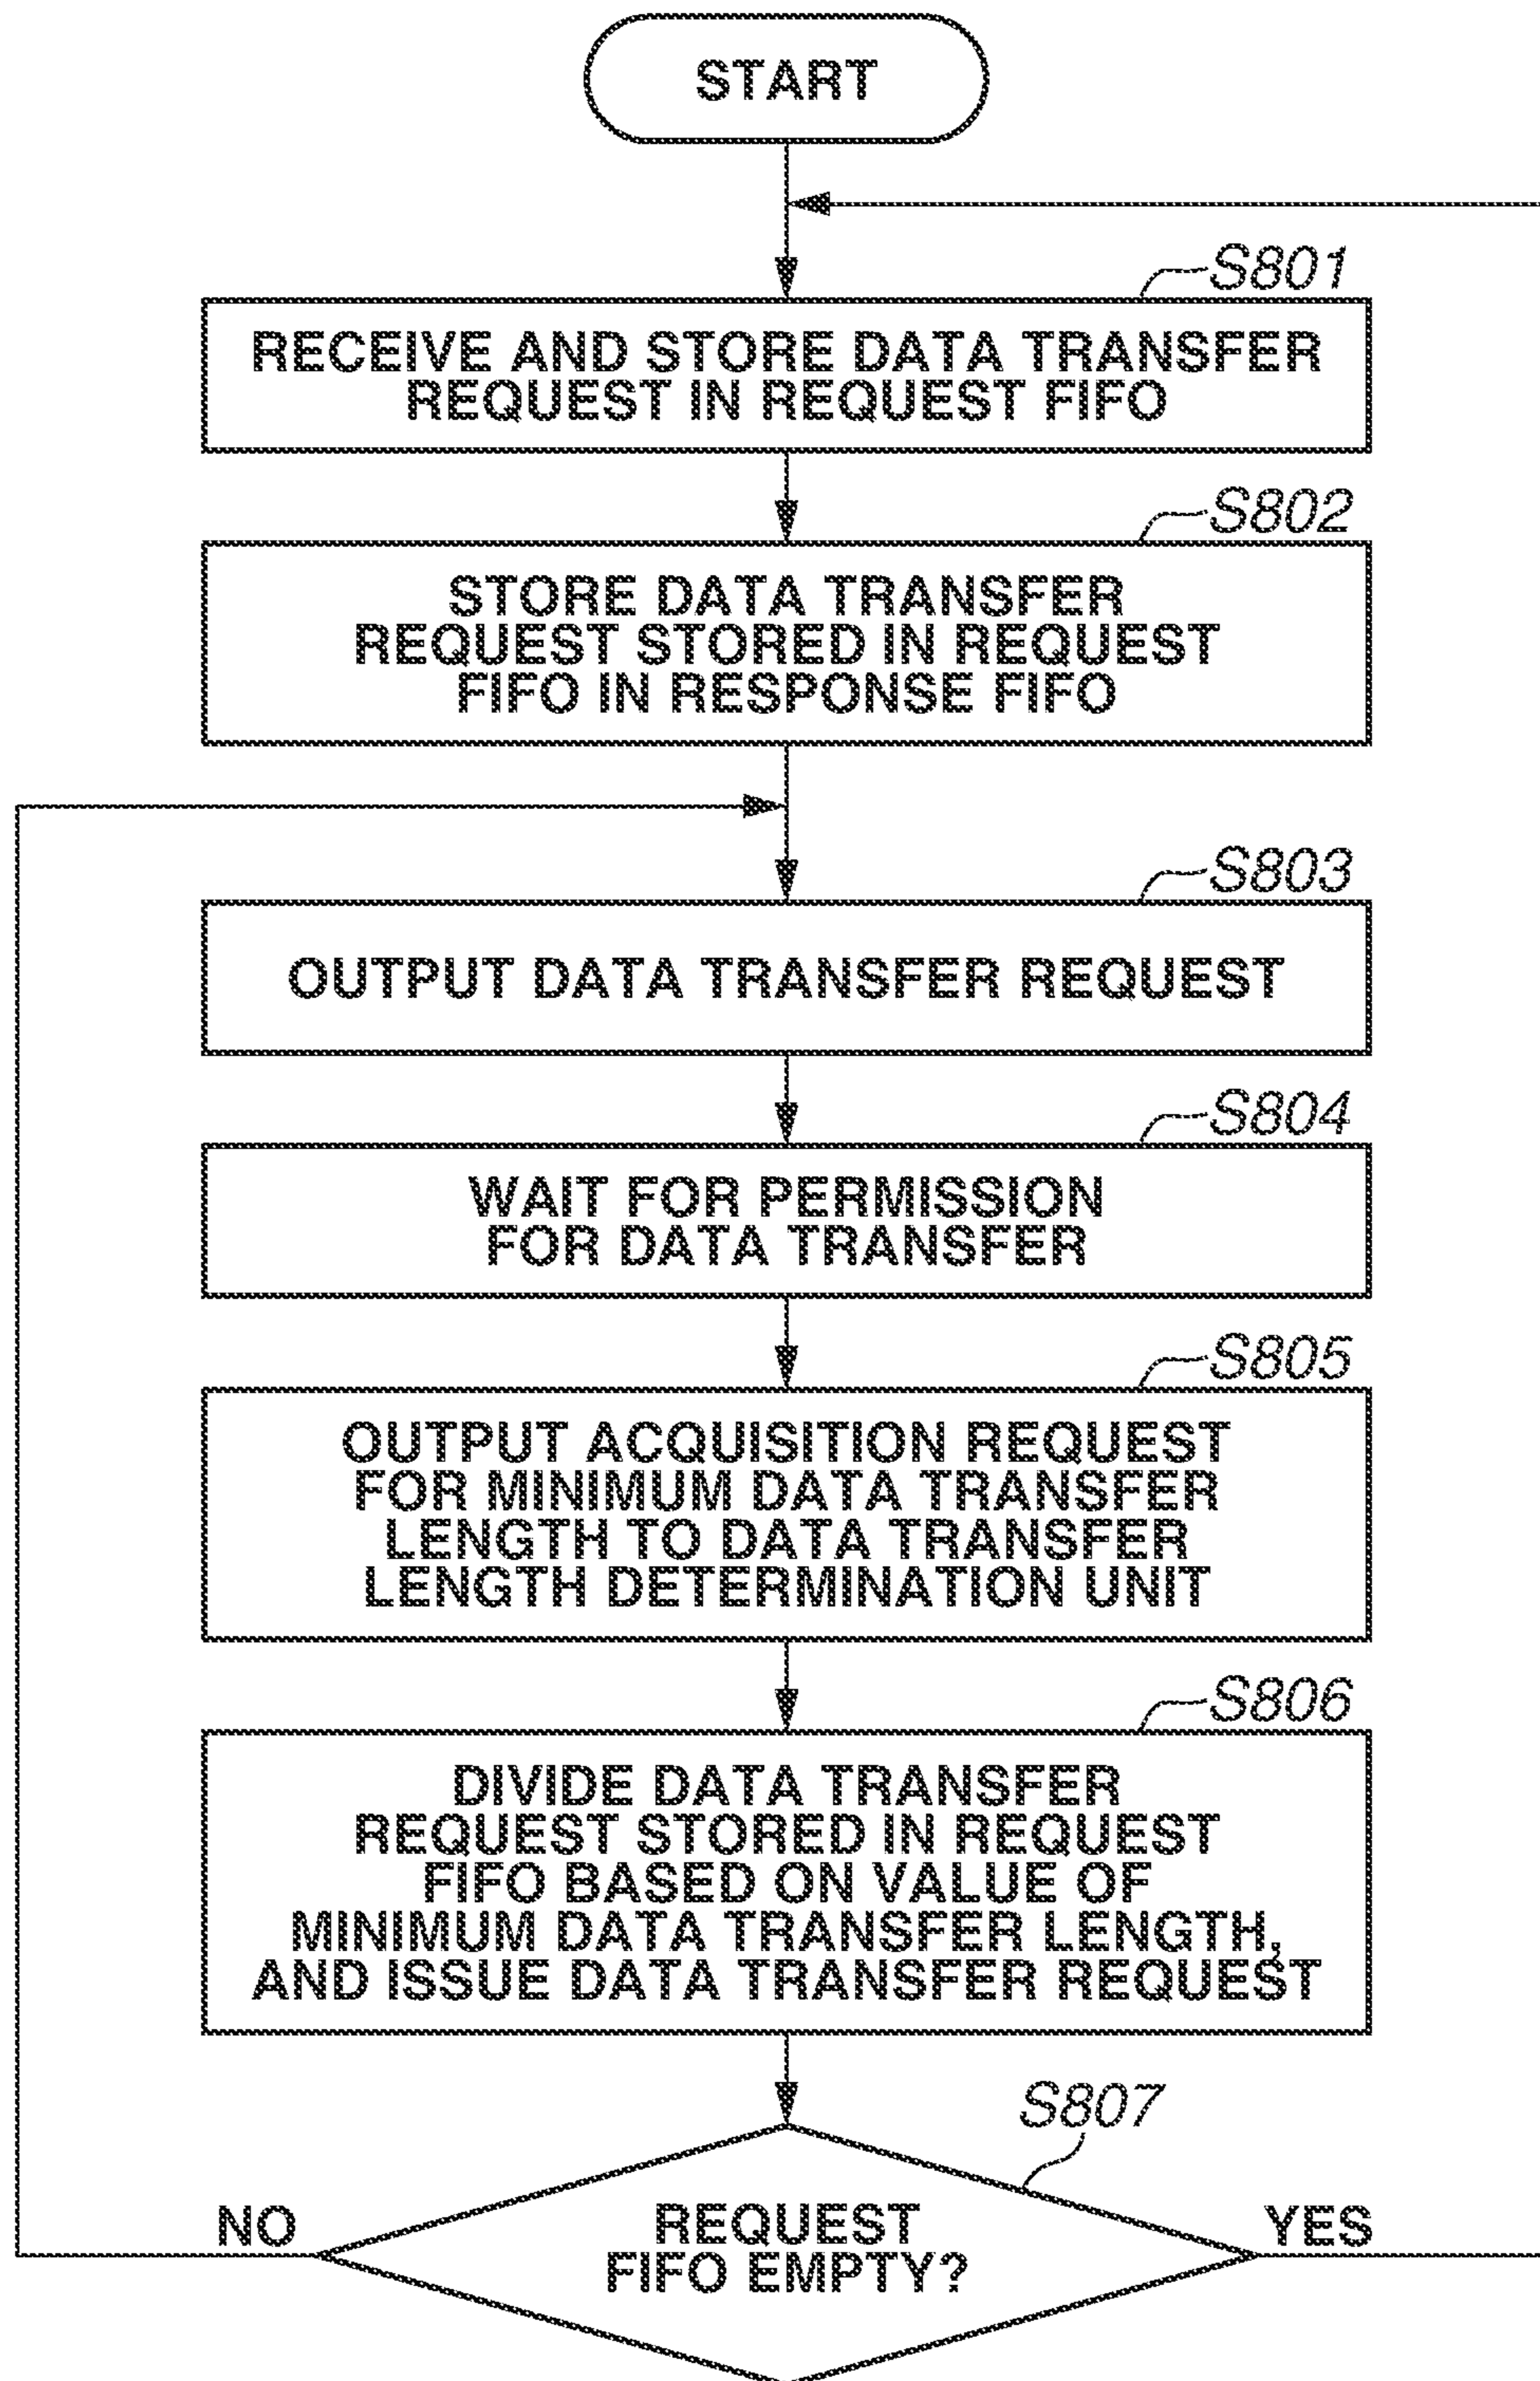 START
S801
RECEIVE AND STORE DATA TRANSFER
REQUEST IN REQUEST FIFO
S802
STORE DATA TRANSFER
REQUEST STORED IN REQUEST
FIFO IN RESPONSE FIFO
S803
OUTPUT DATA TRANSFER REQUEST
S804
WAIT FOR PERMISSION
FOR DATA TRANSFER
S805
OUTPUT ACQUISITION REQUEST
FOR MINIMUM DATA TRANSFER
LENGTH TO DATA TRANSFER
LENGTH DETERMINATION UNIT
S806
DIVIDE DATA TRANSFER
REQUEST STORED IN REQUEST
FIFO BASED ON VALUE OF
MINIMUM DATA TRANSFER LENGTH,
AND ISSUE DATA TRANSFER REQUEST
S807
NO
REQUEST
FIFO EMPTY?
YES